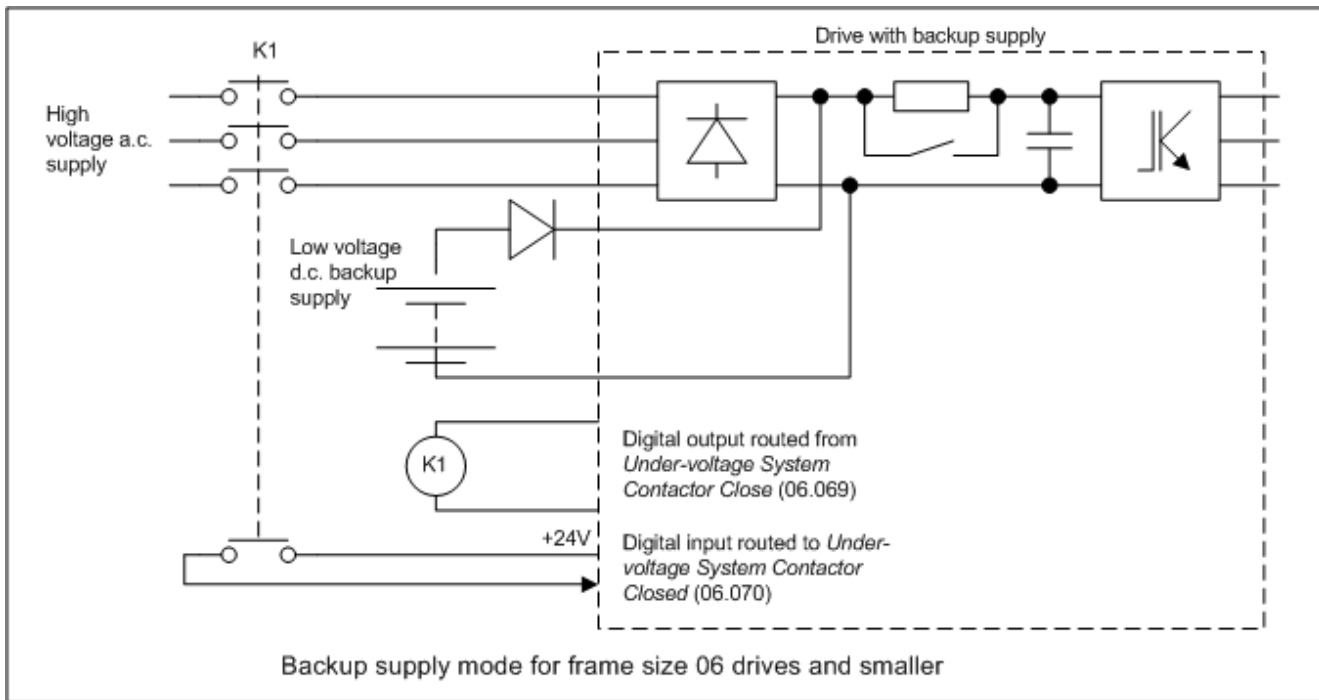 Drive with backup supply
K1
High
voltage a.c.
supply
Low voltage
d.c. backup
supply
K1
Digital output routed from
Under-voltage System
Contactor Close (06.069)
+24V
Digital input routed to Under-
voltage System Contactor
Closed (06.070)
Backup supply mode for frame size 06 drives and smaller